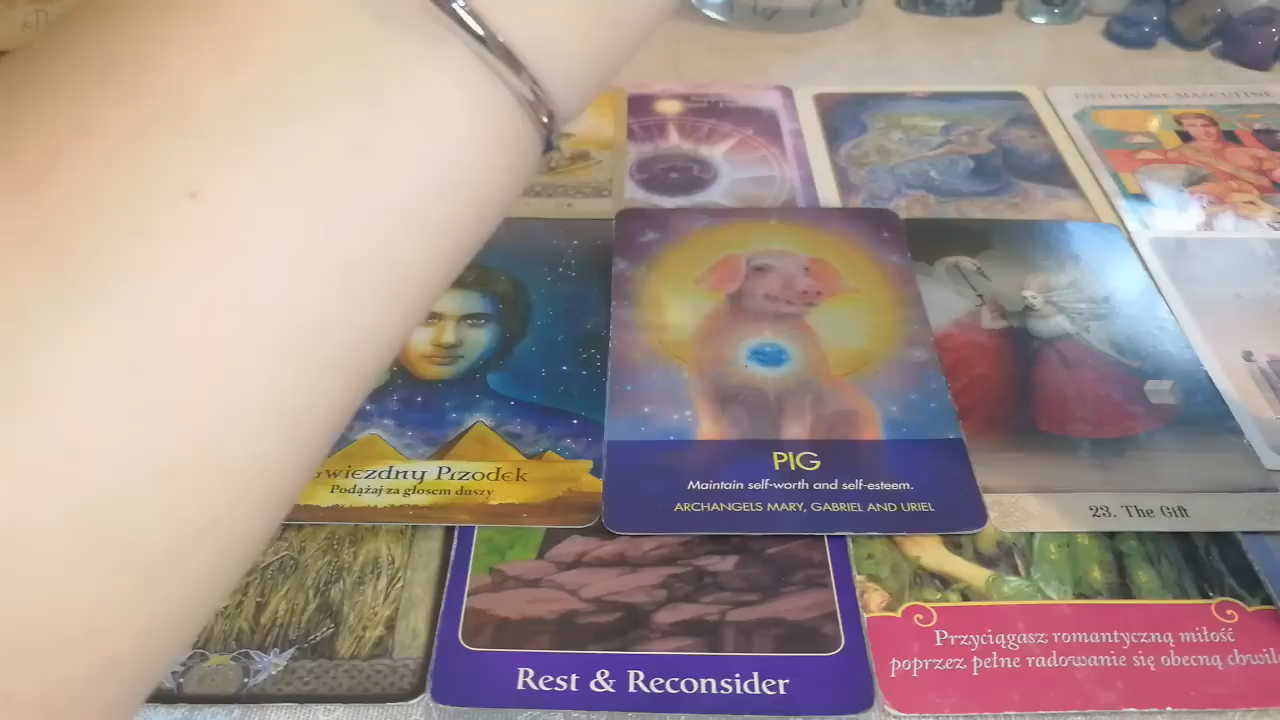 THE DIVINE MASCULINE
Gwiezdny Przodek
Podążaj za głosem duszy
PIG
Maintain self-worth and self-esteem.
ARCHANGELS MARY, GABRIEL AND URIEL
23. The Gift
Rest & Reconsider
Przyciągasz romantyczną miłość
poprzez pełne radowanie się obecną chwilą